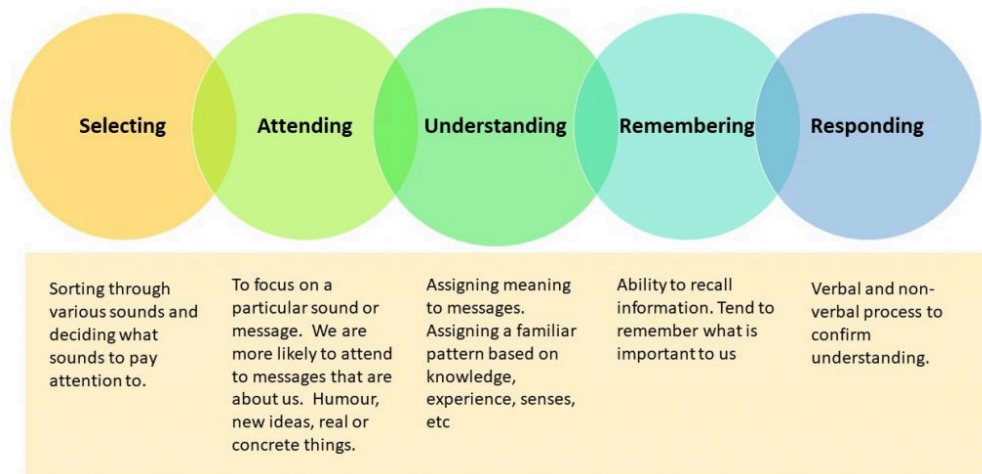 Selecting
Attending
Understanding
Remembering
Responding
Sorting through
various sounds and
deciding what
sounds to pay
attention to.
To focus on a
particular sound or
message.  We are
more likely to attend
to messages that are
about us.  Humour,
new ideas, real or
concrete things.
Assigning meaning
to messages.
Assigning a familiar
pattern based on
knowledge,
experience, senses,
etc
Ability to recall
information. Tend to
remember what is
important to us
Verbal and non-
verbal process to
confirm
understanding.